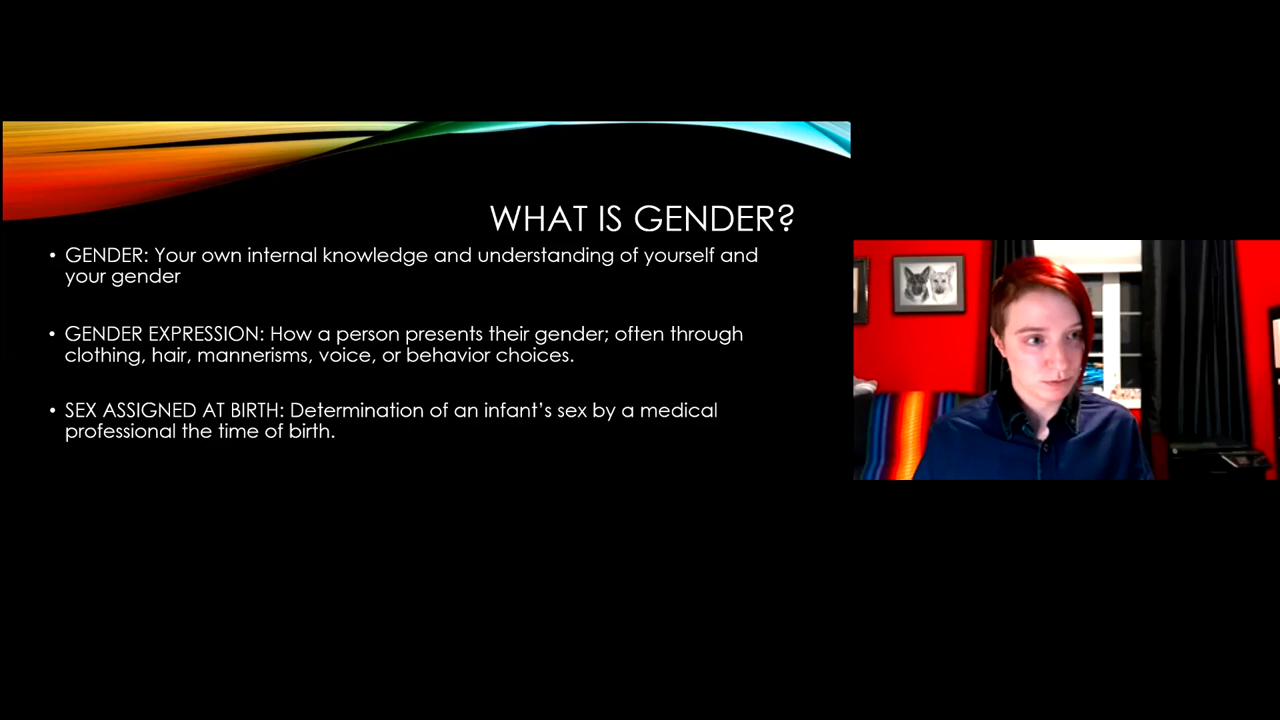 WHAT IS GENDER?
• GENDER: Your own internal knowledge and understanding of yourself and
your gender
• GENDER EXPRESSION: How a person presents their gender; often through
clothing, hair, mannerisms, voice, or behavior choices.
• SEX ASSIGNED AT BIRTH: Determination of an infant’s sex by a medical
professional the time of birth.